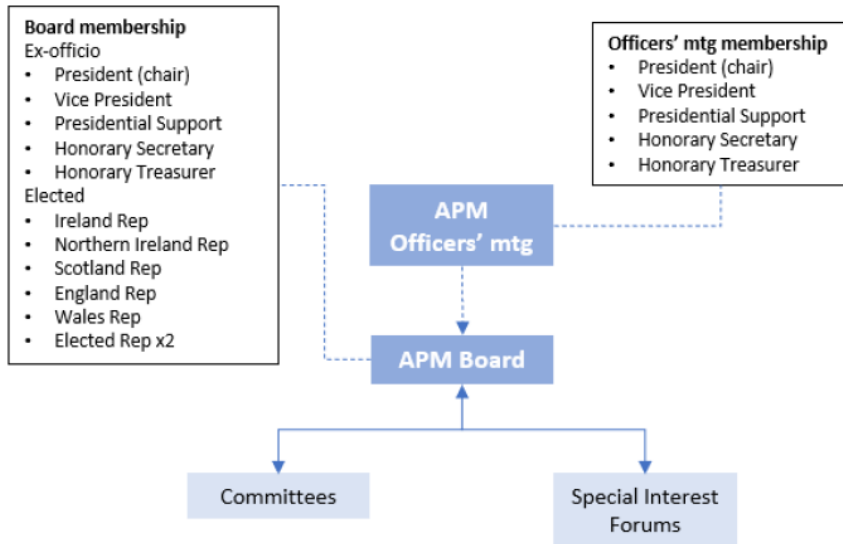 Board membership
Ex-officio
• President (chair)
• Vice President
• Presidential Support
• Honorary Secretary
• Honorary Treasurer
Elected
• Ireland Rep
• Northern Ireland Rep
• Scotland Rep
• England Rep
• Wales Rep
• Elected Rep x2
Officers' mtg membership
• President (chair)
• Vice President
• Presidential Support
• Honorary Secretary
• Honorary Treasurer
APM
Officers' mtg
APM Board
Committees
Special Interest
Forums